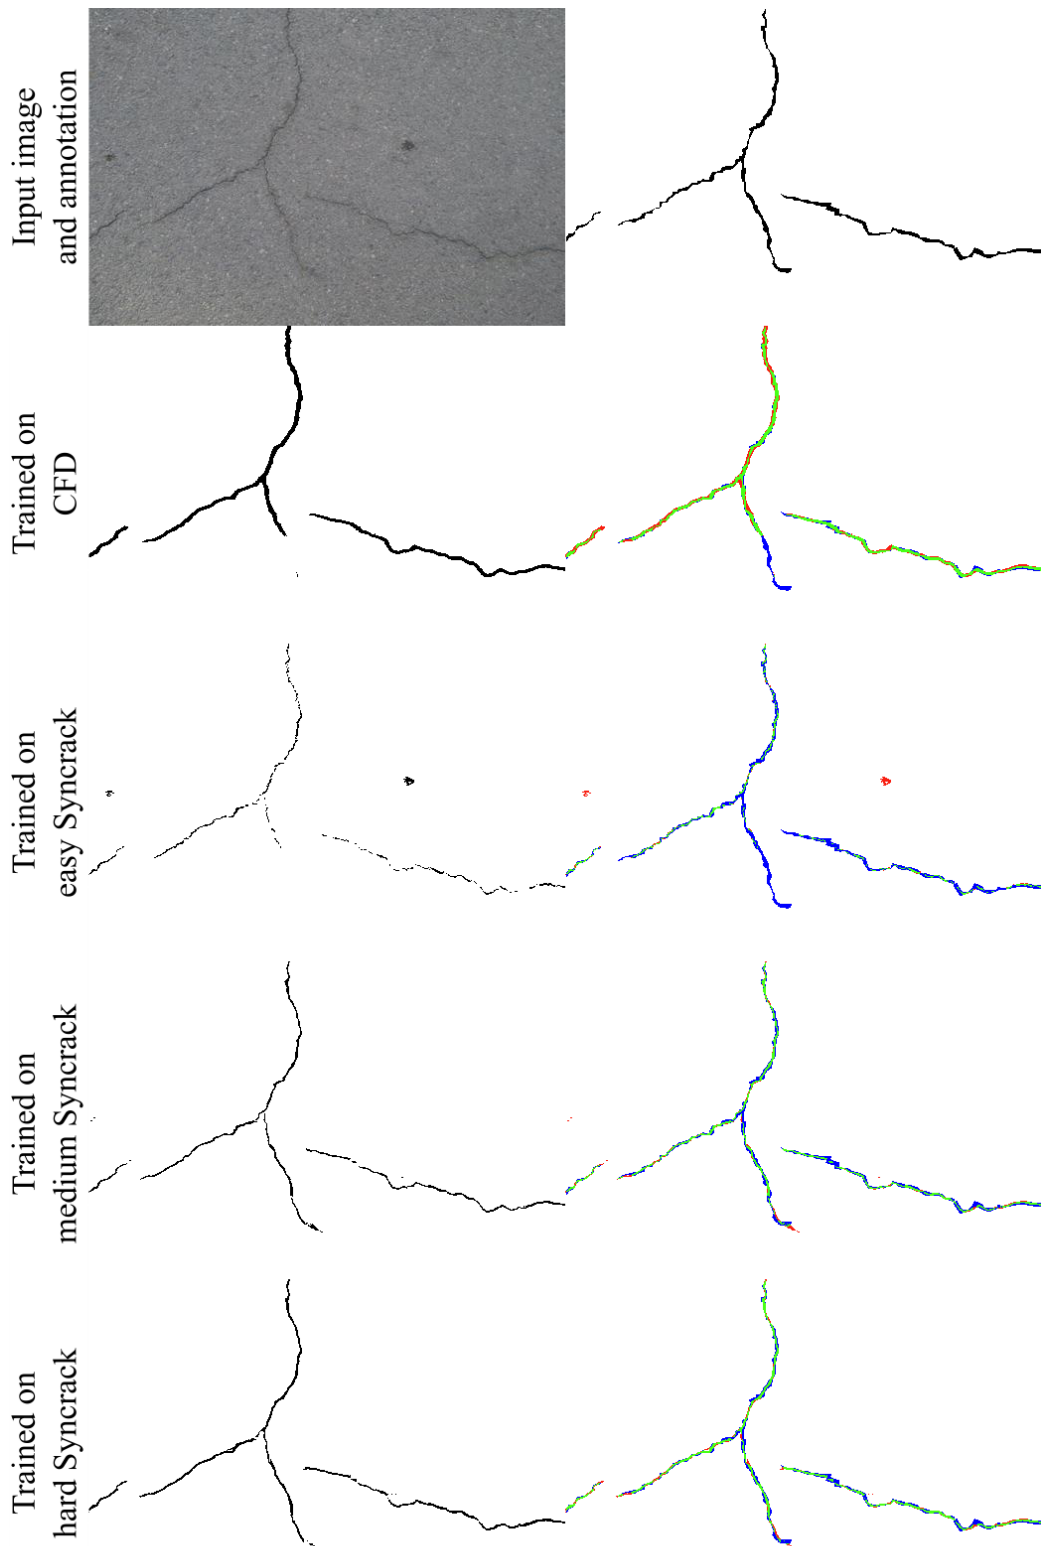 Input image
and annotation
Trained on
CFD
Trained on
easy Syncrack
Trained on
medium Syncrack
Trained on
hard Syncrack